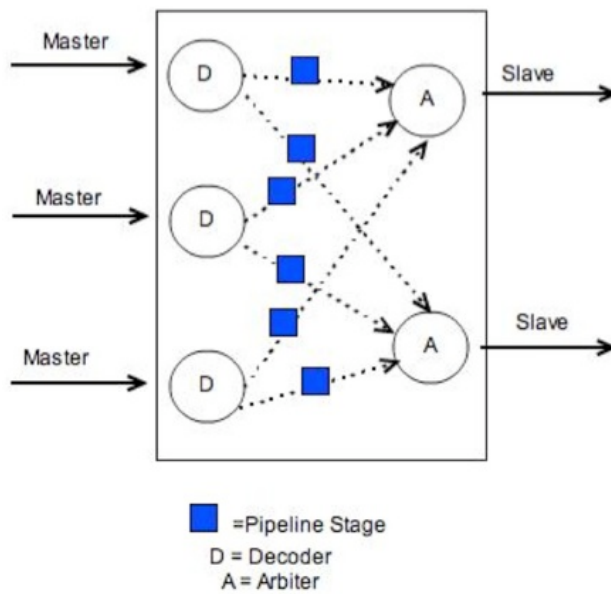 Master
D
A
Slave
Master
D
Master
D
A
Slave
=Pipeline Stage
D = Decoder
A = Arbiter